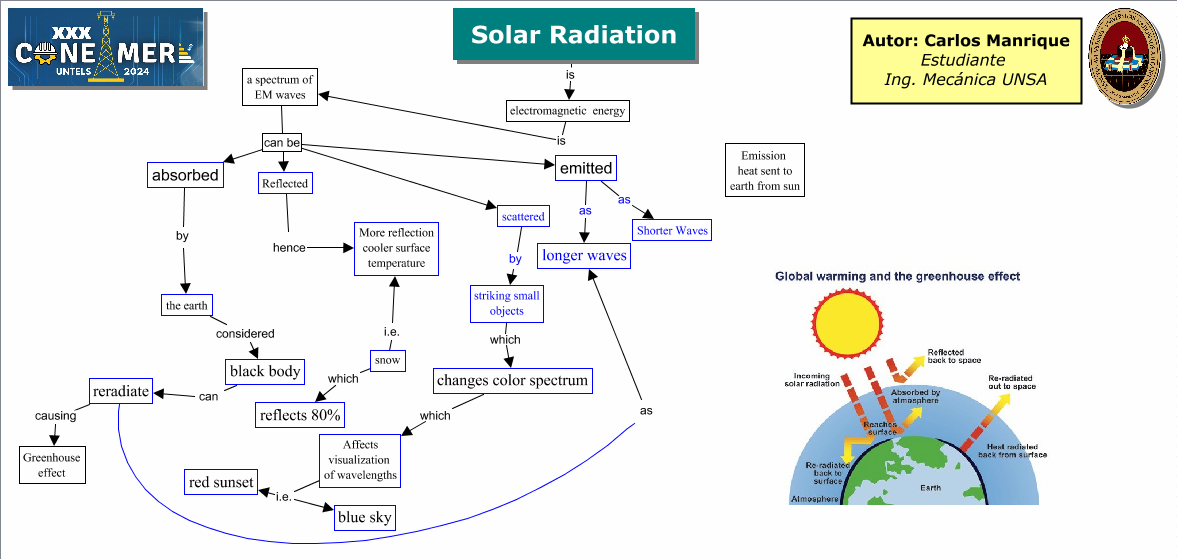 XXX
CONEIMERA
UNTELS 2024
Solar Radiation
Autor: Carlos Manrique
Estudiante
Ing. Mecánica UNSA
is
a spectrum of
EM waves
electromagnetic energy
is
can be
emitted
Emission
heat sent to
earth from sun
absorbed
Reflected
as
as
scattered
Shorter Waves
by
hence
More reflection
cooler surface
temperature
by
longer waves
the earth
striking small
objects
considered
i.e.
which
black body
snow
which
changes color spectrum
reradiate
can
causing
reflects 80%
which
as
Greenhouse
effect
Affects
visualization
of wavelengths
red sunset
i.e.
blue sky
Global warming and the greenhouse effect
Reflected
back to space
Incoming
solar radiation
Re-radiated
out to space
Absorbed by
atmosphere
Reaches
surface
Heat radiated
back from surface
Re-radiated
back to
surface
Earth
Atmosphere